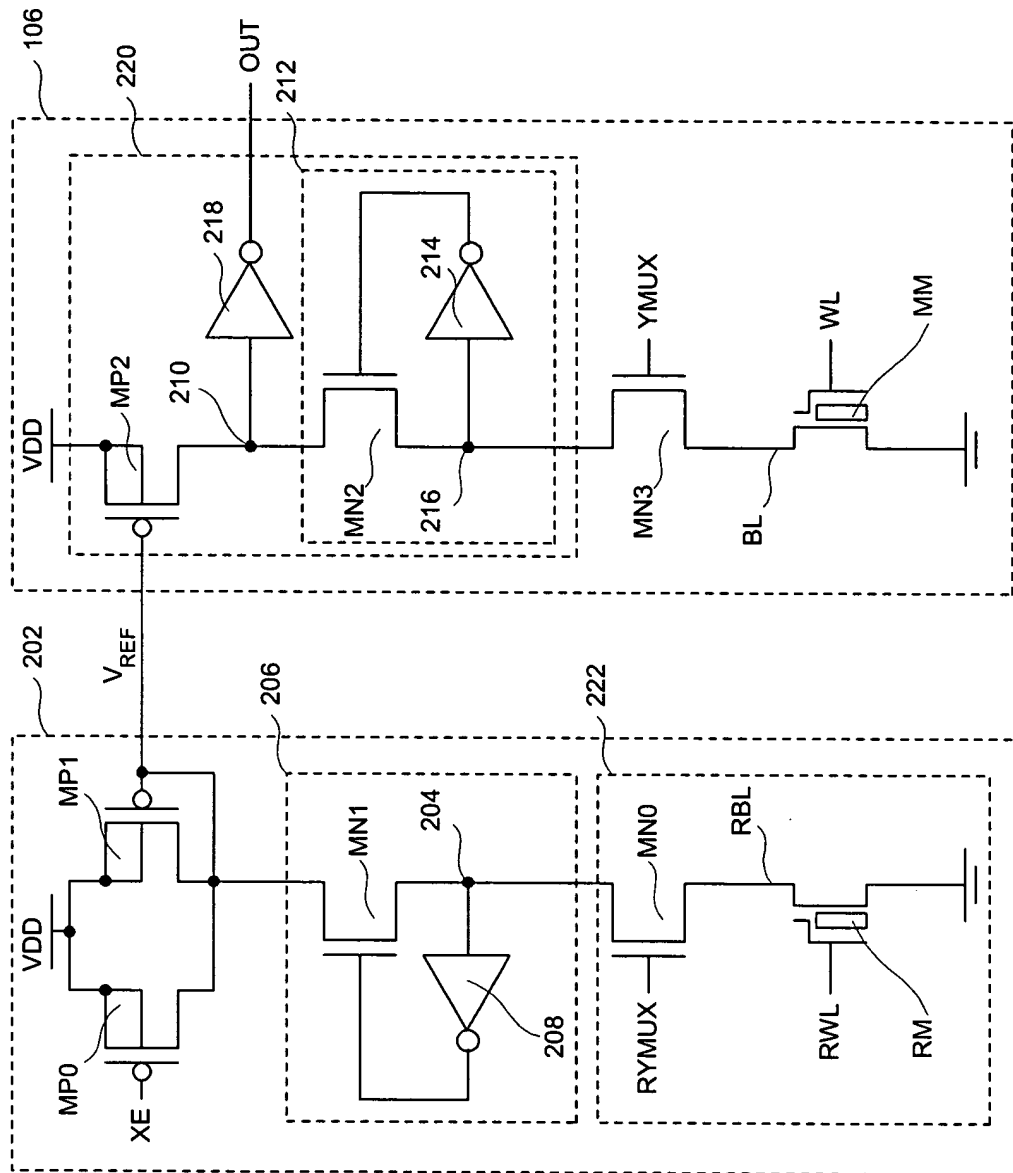 202
VDD
MP0
MP1
XE
VREF
206
MN1
204
208
222
MN0
RYMUX
RBL
RWL
RM
106
220
VDD
MP2
210
218
OUT
212
MN2
214
216
MN3
YMUX
BL
WL
MM